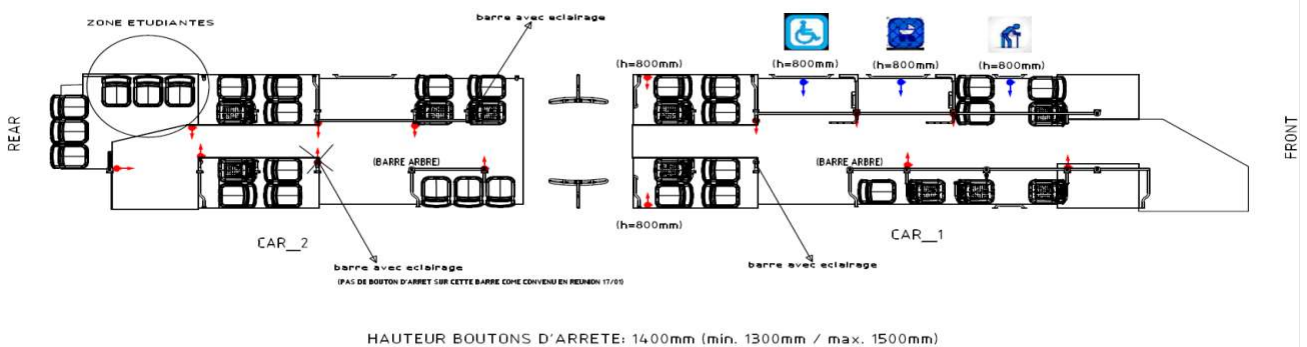 ZONE ETUDIANTES
barre avec eclairage
(h=800mm)
(h=800mm)
(h=800mm)
(h=800mm)
REAR
FRONT
(BARRE ARBRE)
(BARRE ARBRE)
(h=800mm)
CAR_2
CAR_1
barre avec eclairage
barre avec eclairage
(PAS DE BOUTON D'ARRET SUR CETTE BARRE COME CONVENU EN REUNION 17/01)
HAUTEUR BOUTONS D'ARRETE: 1400mm (min. 1300mm / max. 1500mm)